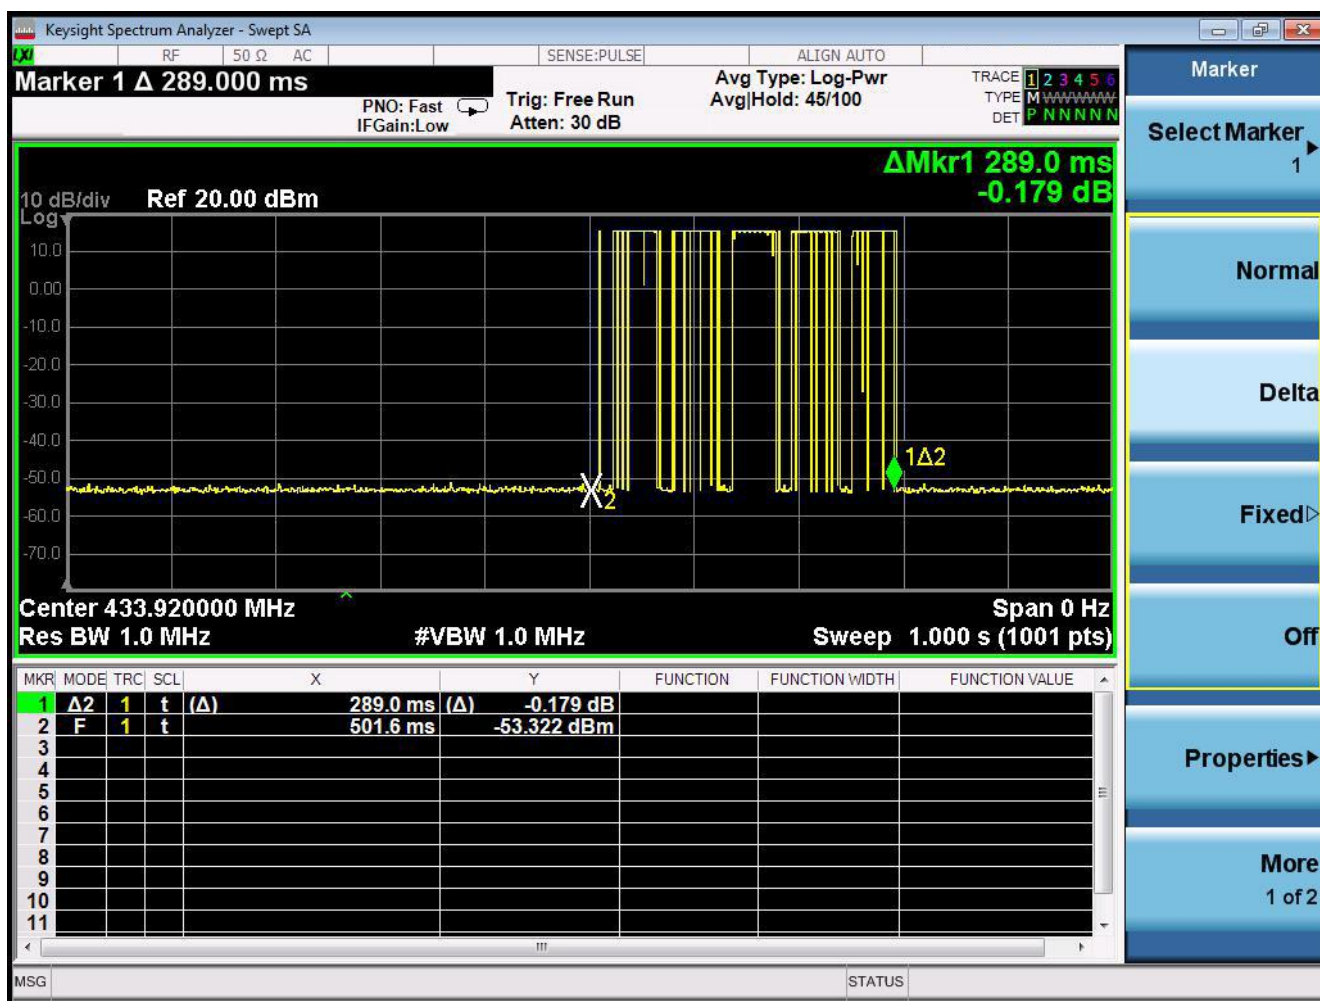 Keysight Spectrum Analyzer - Swept SA
LXI RF 50 Ω AC SENSE:PULSE ALIGN AUTO
Marker 1 Δ 289.000 ms
PNO: Fast
IFGain:Low
Trig: Free Run
Atten: 30 dB
Avg Type: Log-Pwr
Avg|Hold: 45/100
TRACE 1 2 3 4 5 6
TYPE M WWWWW
DET P N N N N N
ΔMkr1 289.0 ms
-0.179 dB
10 dB/div Ref 20.00 dBm
Log
10.0
0.00
-10.0
-20.0
-30.0
-40.0
-50.0
-60.0
-70.0
1Δ2
2
Center 433.920000 MHz Span 0 Hz
Res BW 1.0 MHz #VBW 1.0 MHz Sweep 1.000 s (1001 pts)
MKR MODE TRC SCL X Y FUNCTION FUNCTION WIDTH FUNCTION VALUE
1 Δ2 1 t (Δ) 289.0 ms (Δ) -0.179 dB
2 F 1 t 501.6 ms -53.322 dBm
3
4
5
6
7
8
9
10
11
MSG STATUS
Marker
Select Marker
1
Normal
Delta
Fixed
Off
Properties
More
1 of 2